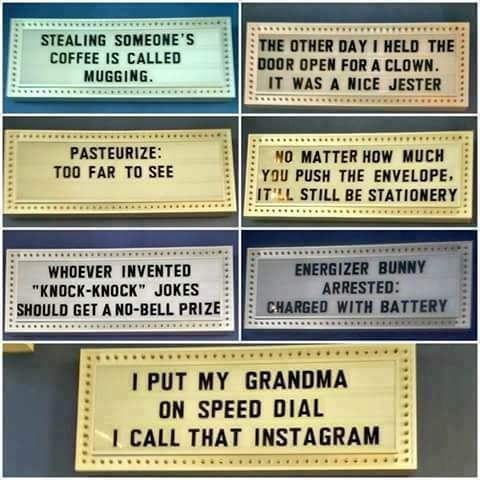 STEALING SOMEONE'S
COFFEE IS CALLED
MUGGING.
THE OTHER DAY I HELD THE
DOOR OPEN FOR A CLOWN.
IT WAS A NICE JESTER
PASTEURIZE:
TOO FAR TO SEE
NO MATTER HOW MUCH
YOU PUSH THE ENVELOPE,
IT'LL STILL BE STATIONERY
WHOEVER INVENTED
"KNOCK-KNOCK" JOKES
SHOULD GET A NO-BELL PRIZE
ENERGIZER BUNNY
ARRESTED:
CHARGED WITH BATTERY
I PUT MY GRANDMA
ON SPEED DIAL
I CALL THAT INSTAGRAM